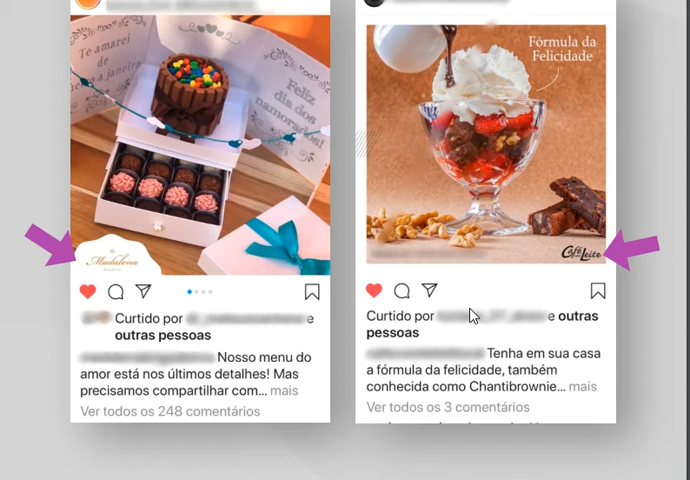 Te amarei
de
janeiro a janeiro
Feliz
dia dos
namorados!
Madalena
Curtido por
e
outras pessoas
Nosso menu do
amor está nos últimos detalhes! Mas
precisamos compartilhar com... mais
Ver todos os 248 comentários
Fórmula da
Felicidade
Café
Leite
Curtido por
e outras
pessoas
Tenha em sua casa
a fórmula da felicidade, também
conhecida como Chantibrownie... mais
Ver todos os 3 comentários